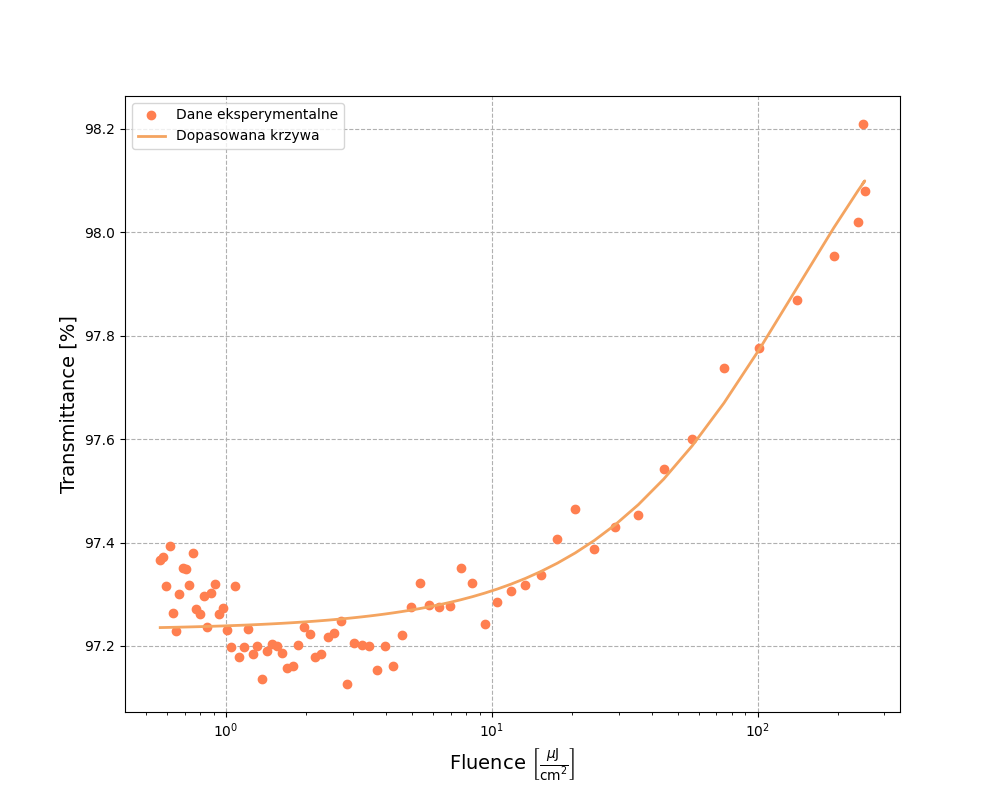 Dane eksperymentalne
Dopasowana krzywa
98.2
98.0
97.8
97.6
97.4
97.2
Transmittance [%]
10⁰ 10¹ 10²
Fluence [μJ/cm²]